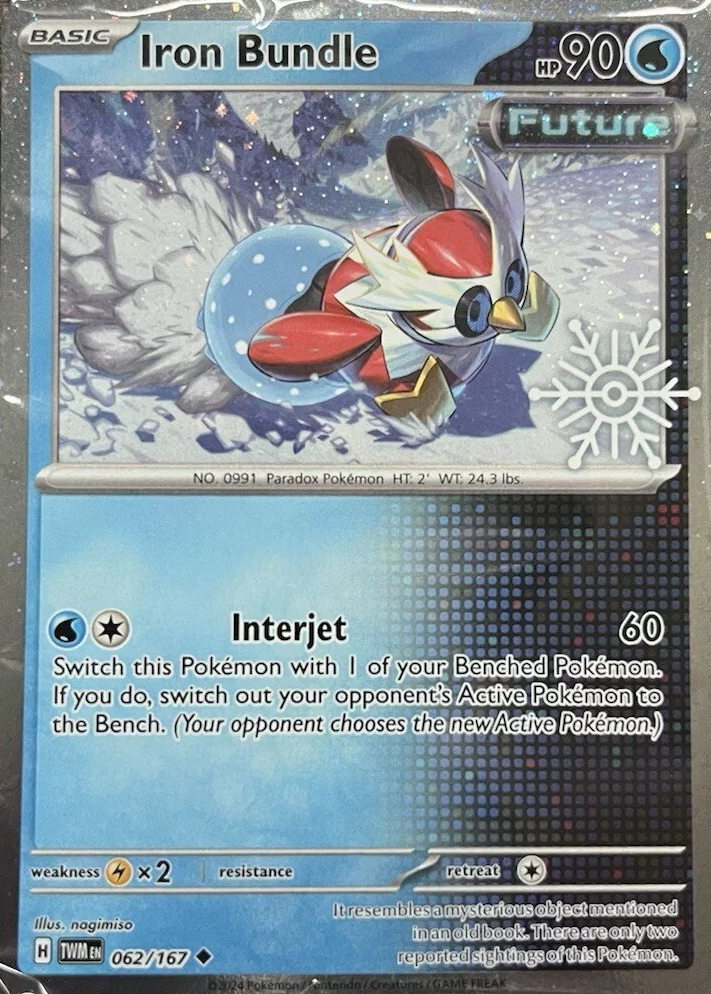 BASIC
Iron Bundle
HP 90
Future
NO. 0991 Paradox Pokémon HT: 2' WT: 24.3 lbs.
Interjet 60
Switch this Pokémon with 1 of your Benched Pokémon.
If you do, switch out your opponent's Active Pokémon to
the Bench. (Your opponent chooses the new Active Pokémon.)
weakness ×2 resistance retreat
It resembles a mysterious object mentioned
in an old book. There are only two
reported sightings of this Pokémon.
Illus. nagimiso
H TWM EN 062/167
©2024 Pokémon / Nintendo / Creatures / GAME FREAK